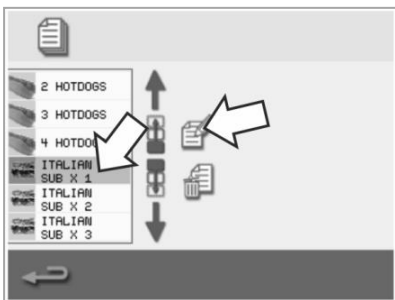 2 HOTDOGS
3 HOTDOGS
4 HOTDO
ITALIAN
SUB X 1
ITALIAN
SUB X 2
ITALIAN
SUB X 3